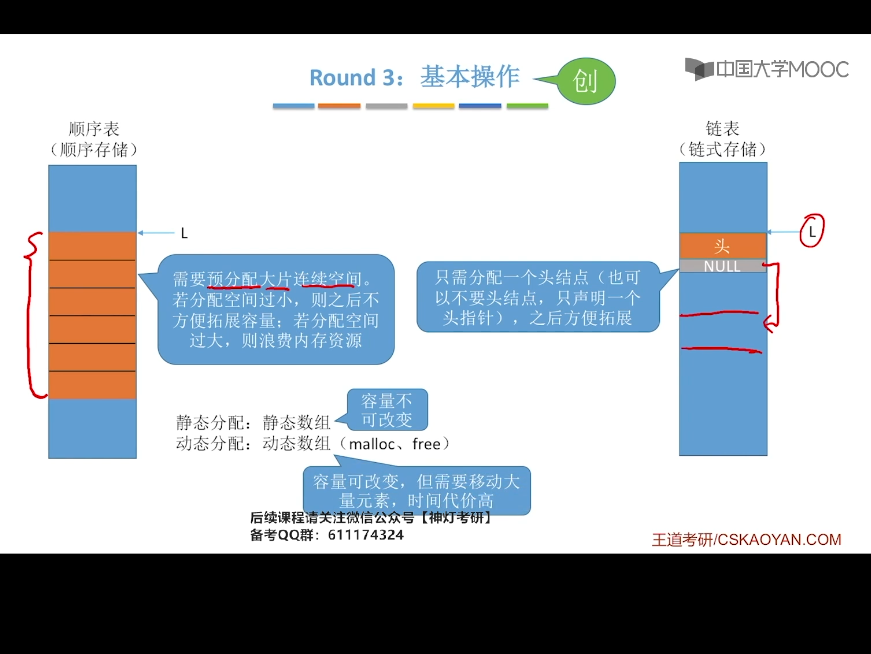 Round 3：基本操作
创
中国大学MOOC
顺序表
（顺序存储）
L
需要预分配大片连续空间。
若分配空间过小，则之后不
方便拓展容量；若分配空间
过大，则浪费内存资源
链表
（链式存储）
L
头
NULL
只需分配一个头结点（也可
以不要头结点，只声明一个
头指针），之后方便拓展
容量不
可改变
静态分配：静态数组
动态分配：动态数组（malloc、free）
容量可改变，但需要移动大
量元素，时间代价高
后续课程请关注微信公众号【神灯考研】
备考QQ群：611174324
王道考研/CSKAOYAN.COM